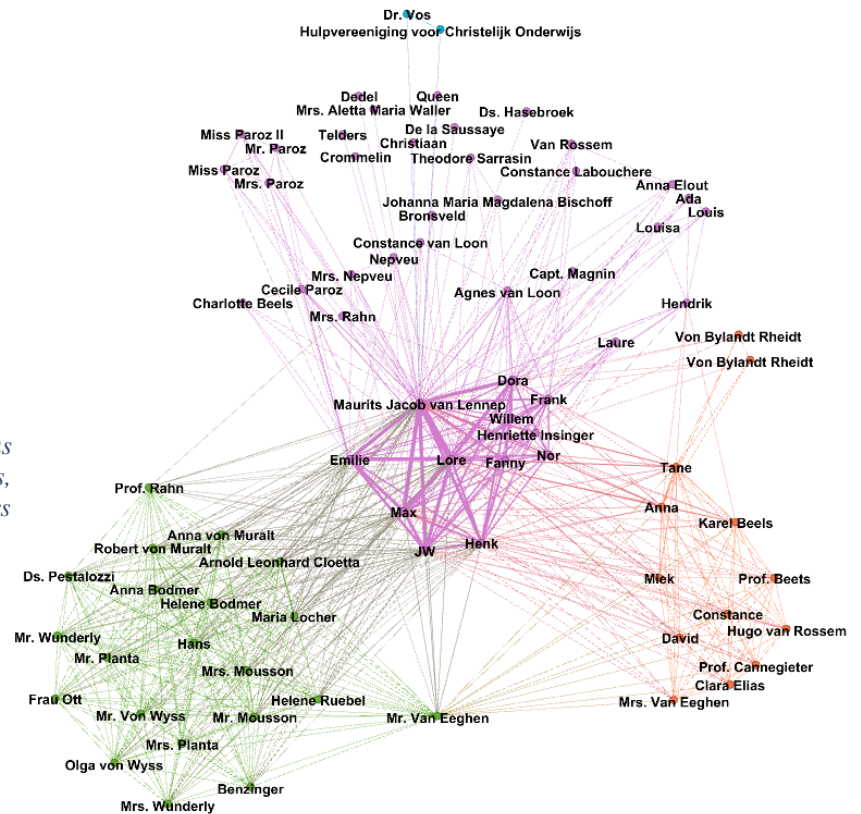 Dr. Vos
Hulpvereeniging voor Christelijk Onderwijs
Dedel
Queen
Mrs. Aletta Maria Waller
Ds. Hasebroek
De la Saussaye
Miss Paroz II
Telders
Christiaan
Van Rossem
Mr. Paroz
Crommelin
Theodore Sarrasin
Miss Paroz
Constance Labouchere
Mrs. Paroz
Anna Elout
Ada
Johanna Maria Magdalena Bischoff
Louis
Bronsveld
Louisa
Constance van Loon
Nepveu
Mrs. Nepveu
Capt. Magnin
Cecile Paroz
Agnes van Loon
Charlotte Beels
Hendrik
Mrs. Rahn
Von Bylandt Rheidt
Laure
Von Bylandt Rheidt
Dora
Frank
Maurits Jacob van Lennep
Willem
Henriette Insinger
Emilie
Lore
Fanny
Nor
Tane
Prof. Rahn
Anna
Max
Karel Beels
Anna von Muralt
Robert von Muralt
JW
Henk
Arnold Leonhard Cloetta
Ds. Pestalozzi
Miek
Prof. Beets
Anna Bodmer
Helene Bodmer
Maria Locher
Constance
Hugo van Rossem
Mr. Wunderly
Hans
David
Mr. Planta
Mrs. Mousson
Prof. Cannegieter
Clara Elias
Frau Ott
Helene Ruebel
Mrs. Van Eeghen
Mr. Von Wyss
Mr. Mousson
Mr. Van Eeghen
Mrs. Planta
Olga von Wyss
Benzinger
Mrs. Wunderly